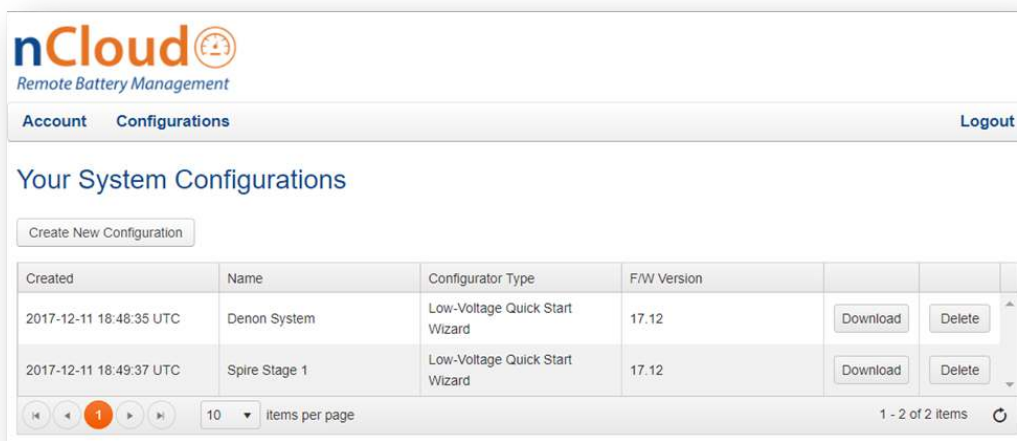 nCloud
Remote Battery Management
Account Configurations Logout
Your System Configurations
Create New Configuration
Created Name Configurator Type F/W Version
2017-12-11 18:48:35 UTC Denon System Low-Voltage Quick Start Wizard 17.12 Download Delete
2017-12-11 18:49:37 UTC Spire Stage 1 Low-Voltage Quick Start Wizard 17.12 Download Delete
1 10 items per page 1 - 2 of 2 items